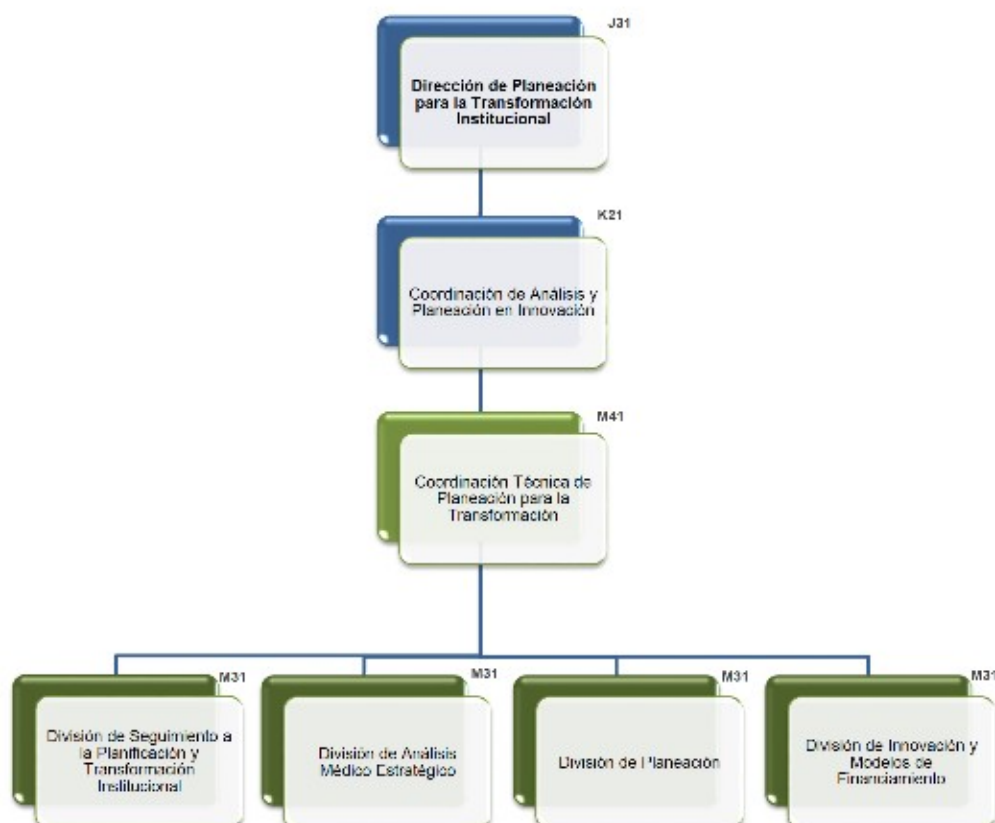 J31
Dirección de Planeación
para la Transformación
Institucional
K21
Coordinación de Análisis y
Planeación en Innovación
M41
Coordinación Técnica de
Planeación para la
Transformación
M31
División de Seguimiento a
la Planificación y
Transformación
Institucional
M31
División de Análisis
Médico Estratégico
M31
División de Planeación
M31
División de Innovación y
Modelos de
Financiamiento